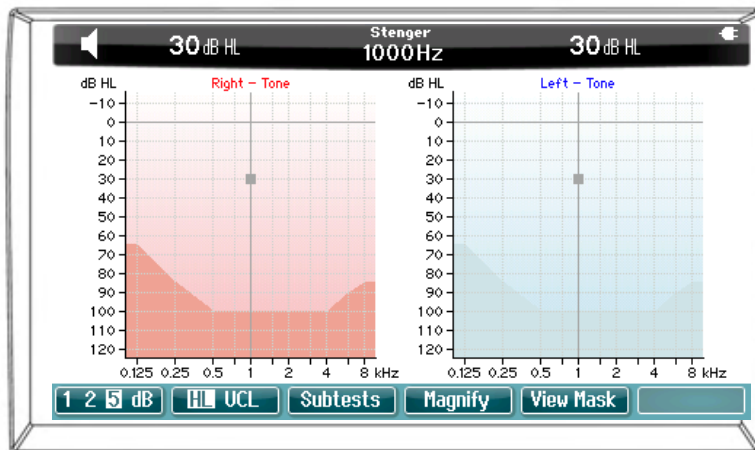 Stenger
30 dB HL 1000Hz 30 dB HL
dB HL Right - Tone dB HL Left - Tone
-10 -10
0 0
10 10
20 20
30 30
40 40
50 50
60 60
70 70
80 80
90 90
100 100
110 110
120 120
0.125 0.25 0.5 1 2 4 8 kHz 0.125 0.25 0.5 1 2 4 8 kHz
1 2 5 dB HL UCL Subtests Magnify View Mask